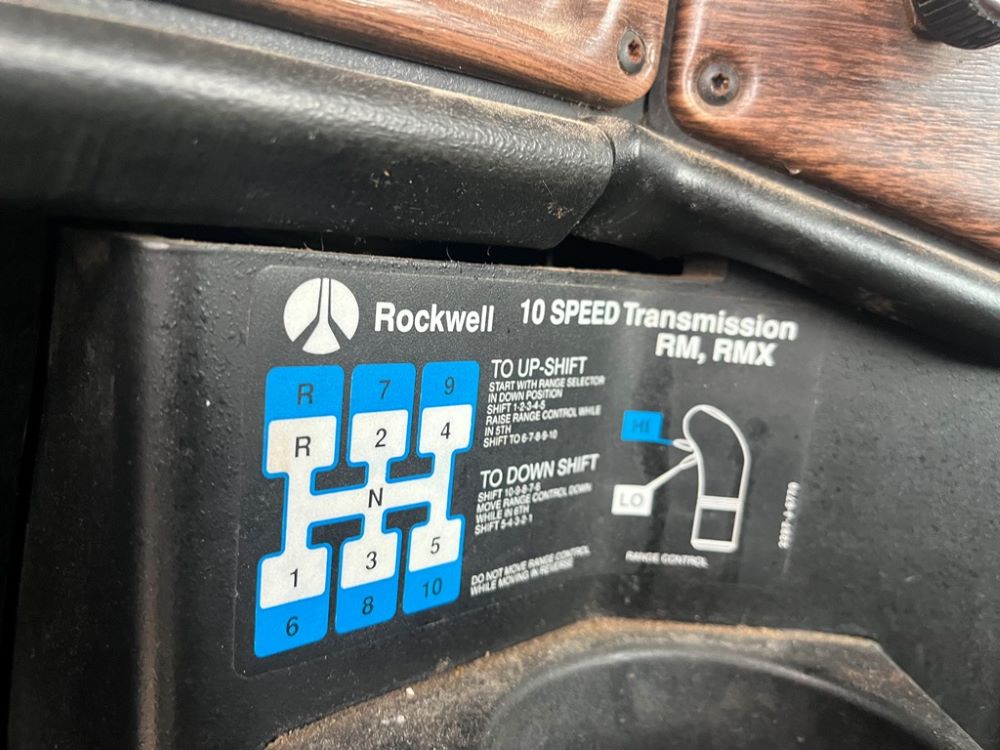 Rockwell 10 SPEED Transmission
RM, RMX
R 7 9
R 2 4
N
1 3 5
6 8 10
TO UP-SHIFT
START WITH RANGE SELECTOR
IN DOWN POSITION
SHIFT 1-2-3-4-5
RAISE RANGE CONTROL WHILE
IN 5TH
SHIFT TO 6-7-8-9-10
TO DOWN SHIFT
SHIFT 10-9-8-7-6
MOVE RANGE CONTROL DOWN
WHILE IN 6TH
SHIFT 5-4-3-2-1
DO NOT MOVE RANGE CONTROL
WHILE MOVING IN REVERSE
HI
LO
RANGE CONTROL